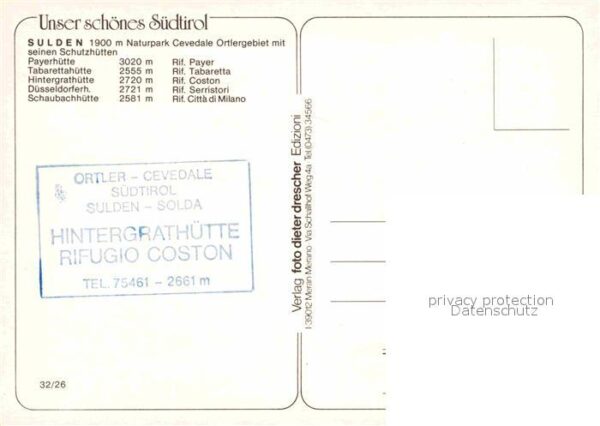 Unser schönes Südtirol
SULDEN 1900 m Naturpark Cevedale Ortlergebiet mit
seinen Schutzhütten
Payerhütte 3020 m Rif. Payer
Tabarettahütte 2555 m Rif. Tabaretta
Hintergrathütte 2720 m Rif. Coston
Düsseldorferh. 2721 m Rif. Serristori
Schaubachhütte 2581 m Rif. Città di Milano
ORTLER - CEVEDALE
SÜDTIROL
SULDEN - SOLDA
HINTERGRATHÜTTE
RIFUGIO COSTON
TEL. 75461 - 2661 m
32/26
Verlag foto dieter drescher Edizioni
I-39012 Meran Merano · Via Schallhof Weg 4a · Tel. (0473) 34566
privacy protection
Datenschutz